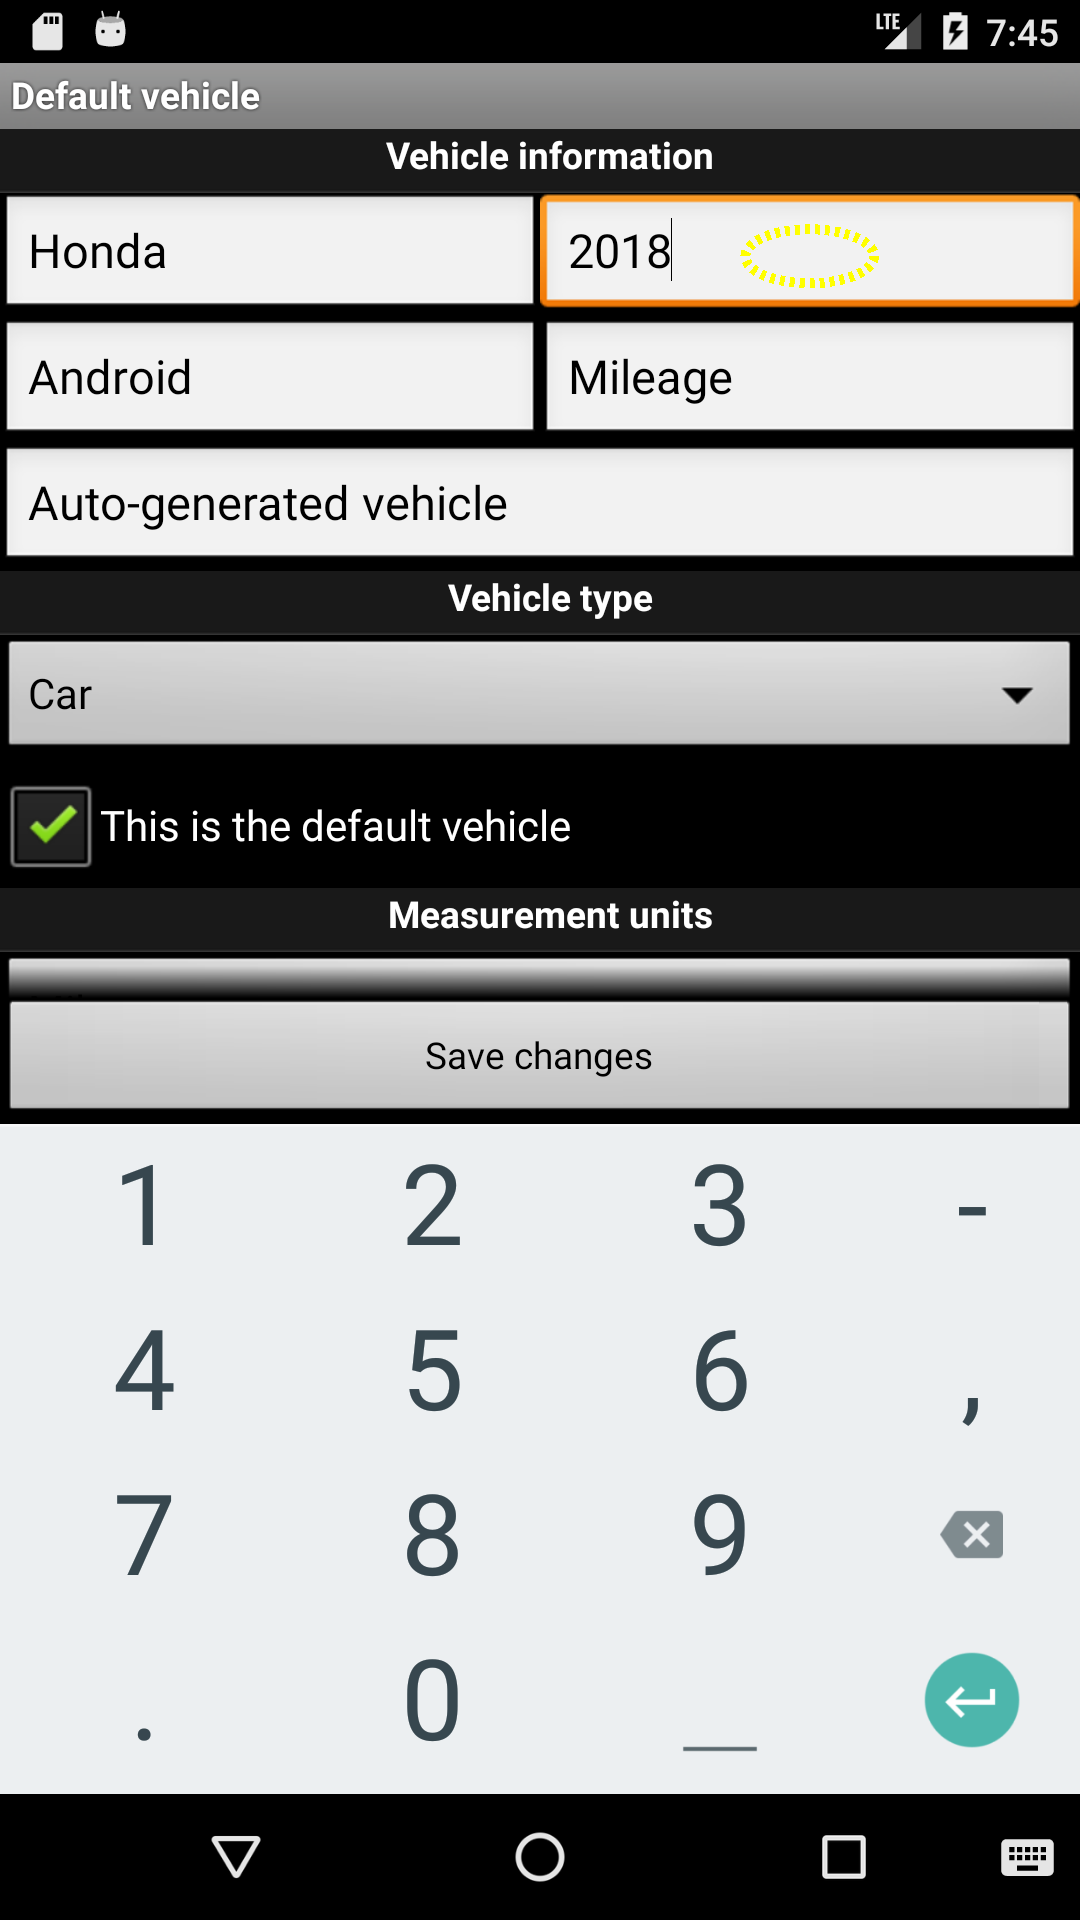 LTE 7:45
Default vehicle
Vehicle information
Honda 2018
Android Mileage
Auto-generated vehicle
Vehicle type
Car
This is the default vehicle
Measurement units
Save changes
1 2 3 -
4 5 6 ,
7 8 9
. 0 _